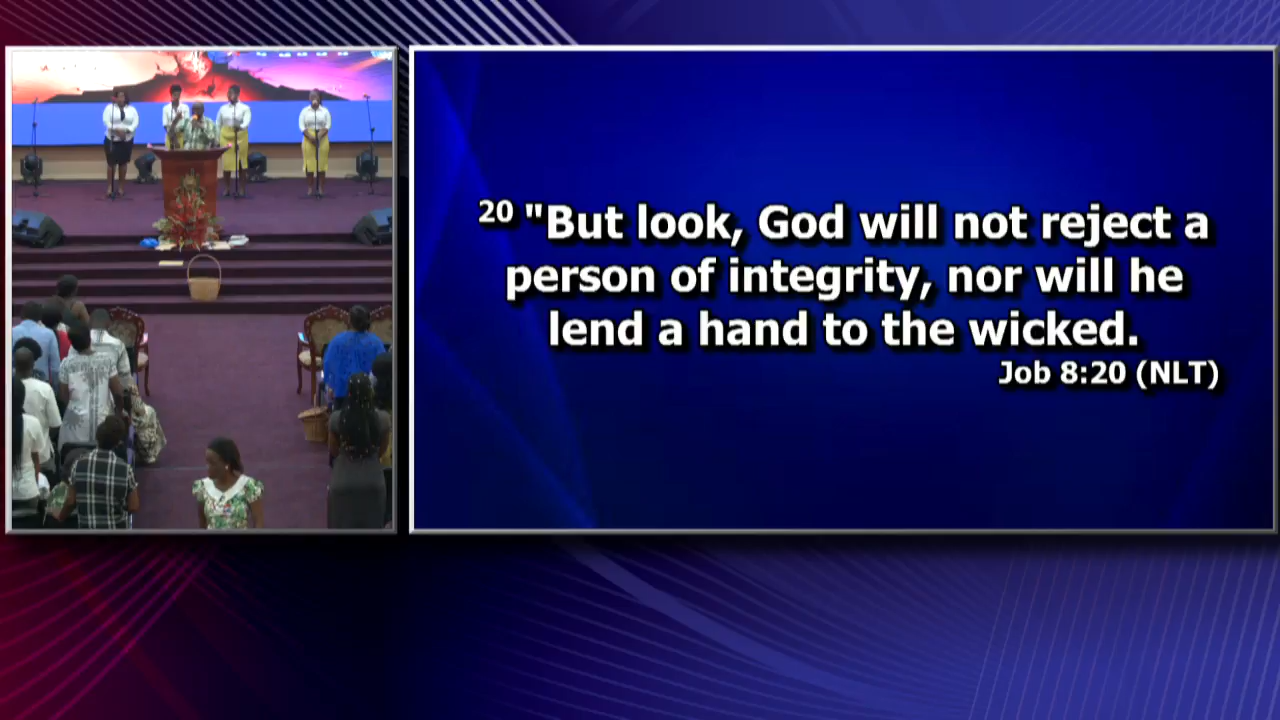 20 "But look, God will not reject a
person of integrity, nor will he
lend a hand to the wicked.
Job 8:20 (NLT)